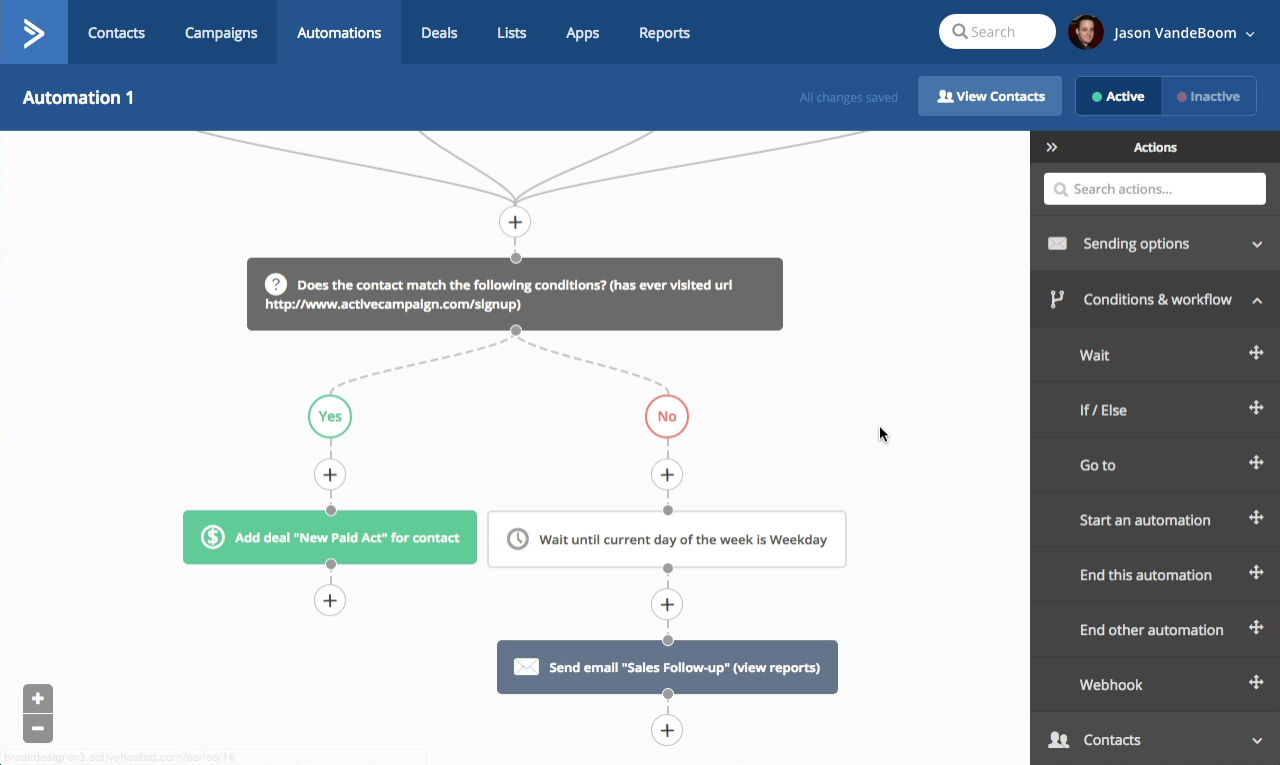 Contacts
Campaigns
Automations
Deals
Lists
Apps
Reports
Search
Jason VandeBoom
Automation 1
All changes saved
View Contacts
Active
Inactive
Actions
Search actions...
Sending options
Conditions & workflow
Wait
If / Else
Go to
Start an automation
End this automation
End other automation
Webhook
Contacts
? Does the contact match the following conditions? (has ever visited url
http://www.activecampaign.com/signup)
Yes
No
$ Add deal "New Paid Act" for contact
Wait until current day of the week is Weekday
Send email "Sales Follow-up" (view reports)
breakdesigner3.activehosted.com/series/1#